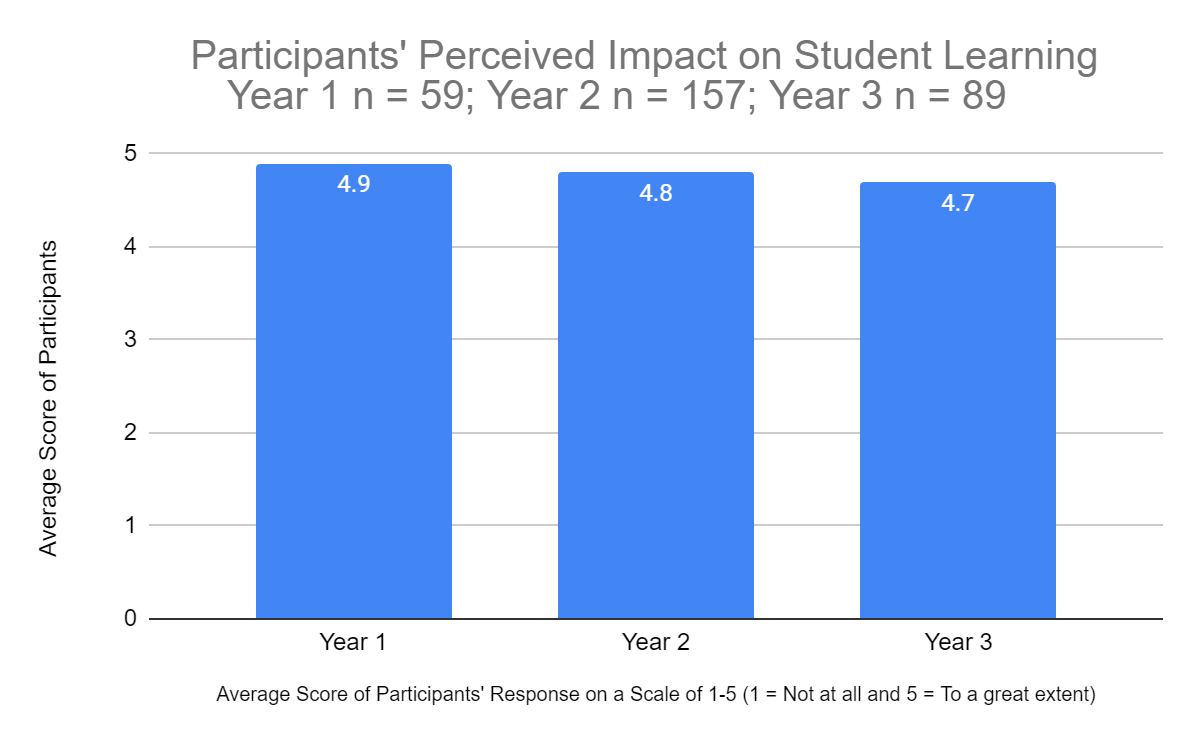 Participants' Perceived Impact on Student Learning
Year 1 n = 59; Year 2 n = 157; Year 3 n = 89
Average Score of Participants
5
4
3
2
1
0
4.9
4.8
4.7
Year 1
Year 2
Year 3
Average Score of Participants' Response on a Scale of 1-5 (1 = Not at all and 5 = To a great extent)